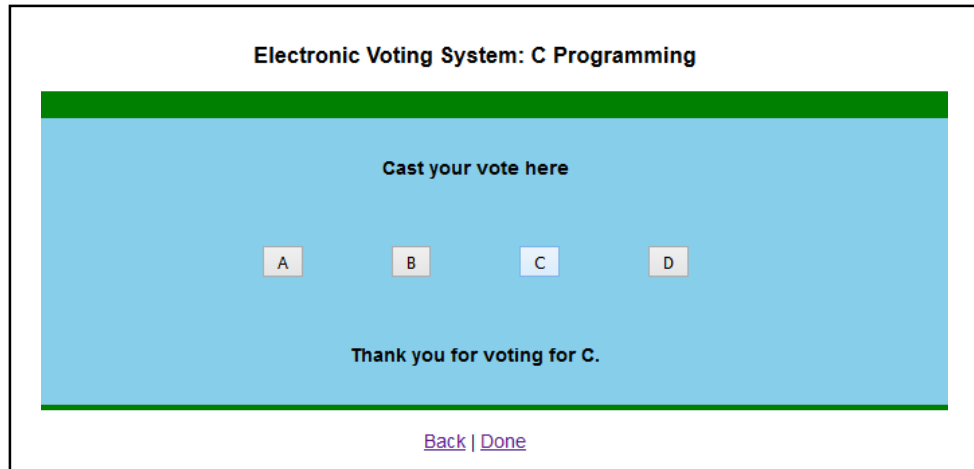 Electronic Voting System: C Programming
Cast your vote here
A B C D
Thank you for voting for C.
Back | Done